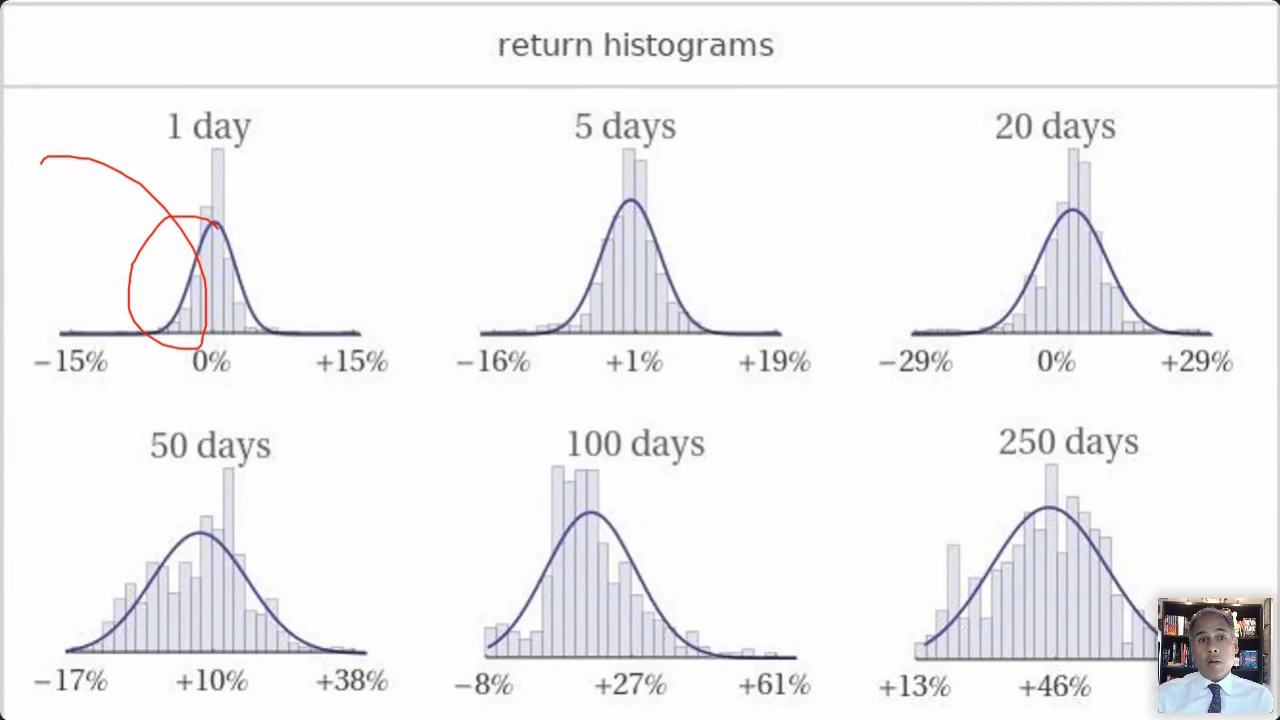 return histograms
1 day
5 days
20 days
−15% 0% +15%
−16% +1% +19%
−29% 0% +29%
50 days
100 days
250 days
−17% +10% +38%
−8% +27% +61%
+13% +46%